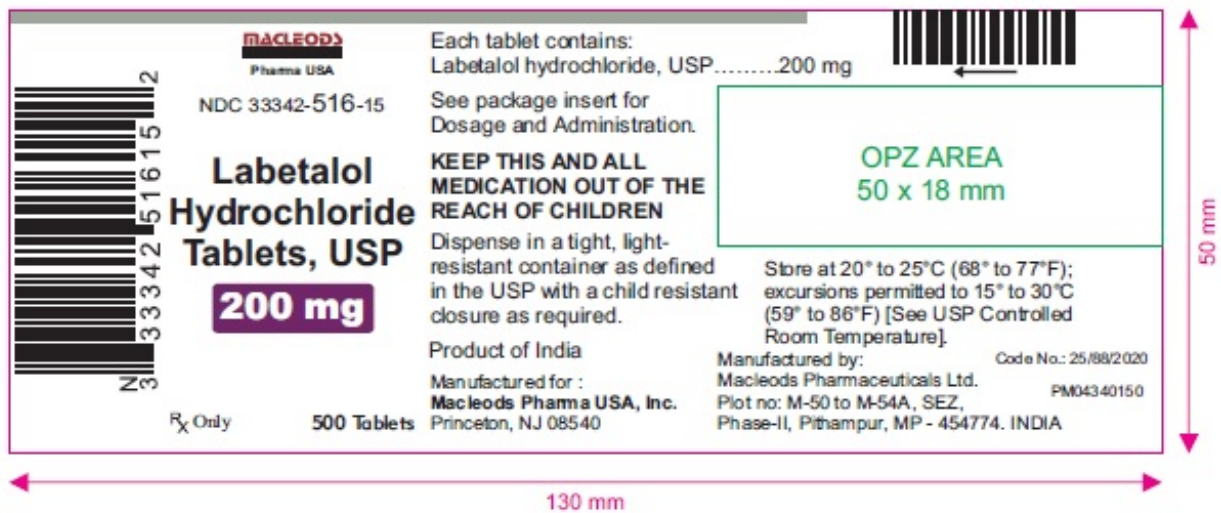 MACLEODS
Pharma USA
NDC 33342-516-15
Labetalol
Hydrochloride
Tablets, USP
200 mg
Rx Only
500 Tablets
N
3
33342 51615
2
Each tablet contains:
Labetalol hydrochloride, USP.........200 mg
See package insert for
Dosage and Administration.
KEEP THIS AND ALL
MEDICATION OUT OF THE
REACH OF CHILDREN
Dispense in a tight, light-
resistant container as defined
in the USP with a child resistant
closure as required.
Product of India
Manufactured for :
Macleods Pharma USA, Inc.
Princeton, NJ 08540
OPZ AREA
50 x 18 mm
Store at 20° to 25°C (68° to 77°F);
excursions permitted to 15° to 30°C
(59° to 86°F) [See USP Controlled
Room Temperature].
Manufactured by:
Macleods Pharmaceuticals Ltd.
Plot no: M-50 to M-54A, SEZ,
Phase-II, Pithampur, MP - 454774. INDIA
Code No.: 25/88/2020
PM04340150
50 mm
130 mm